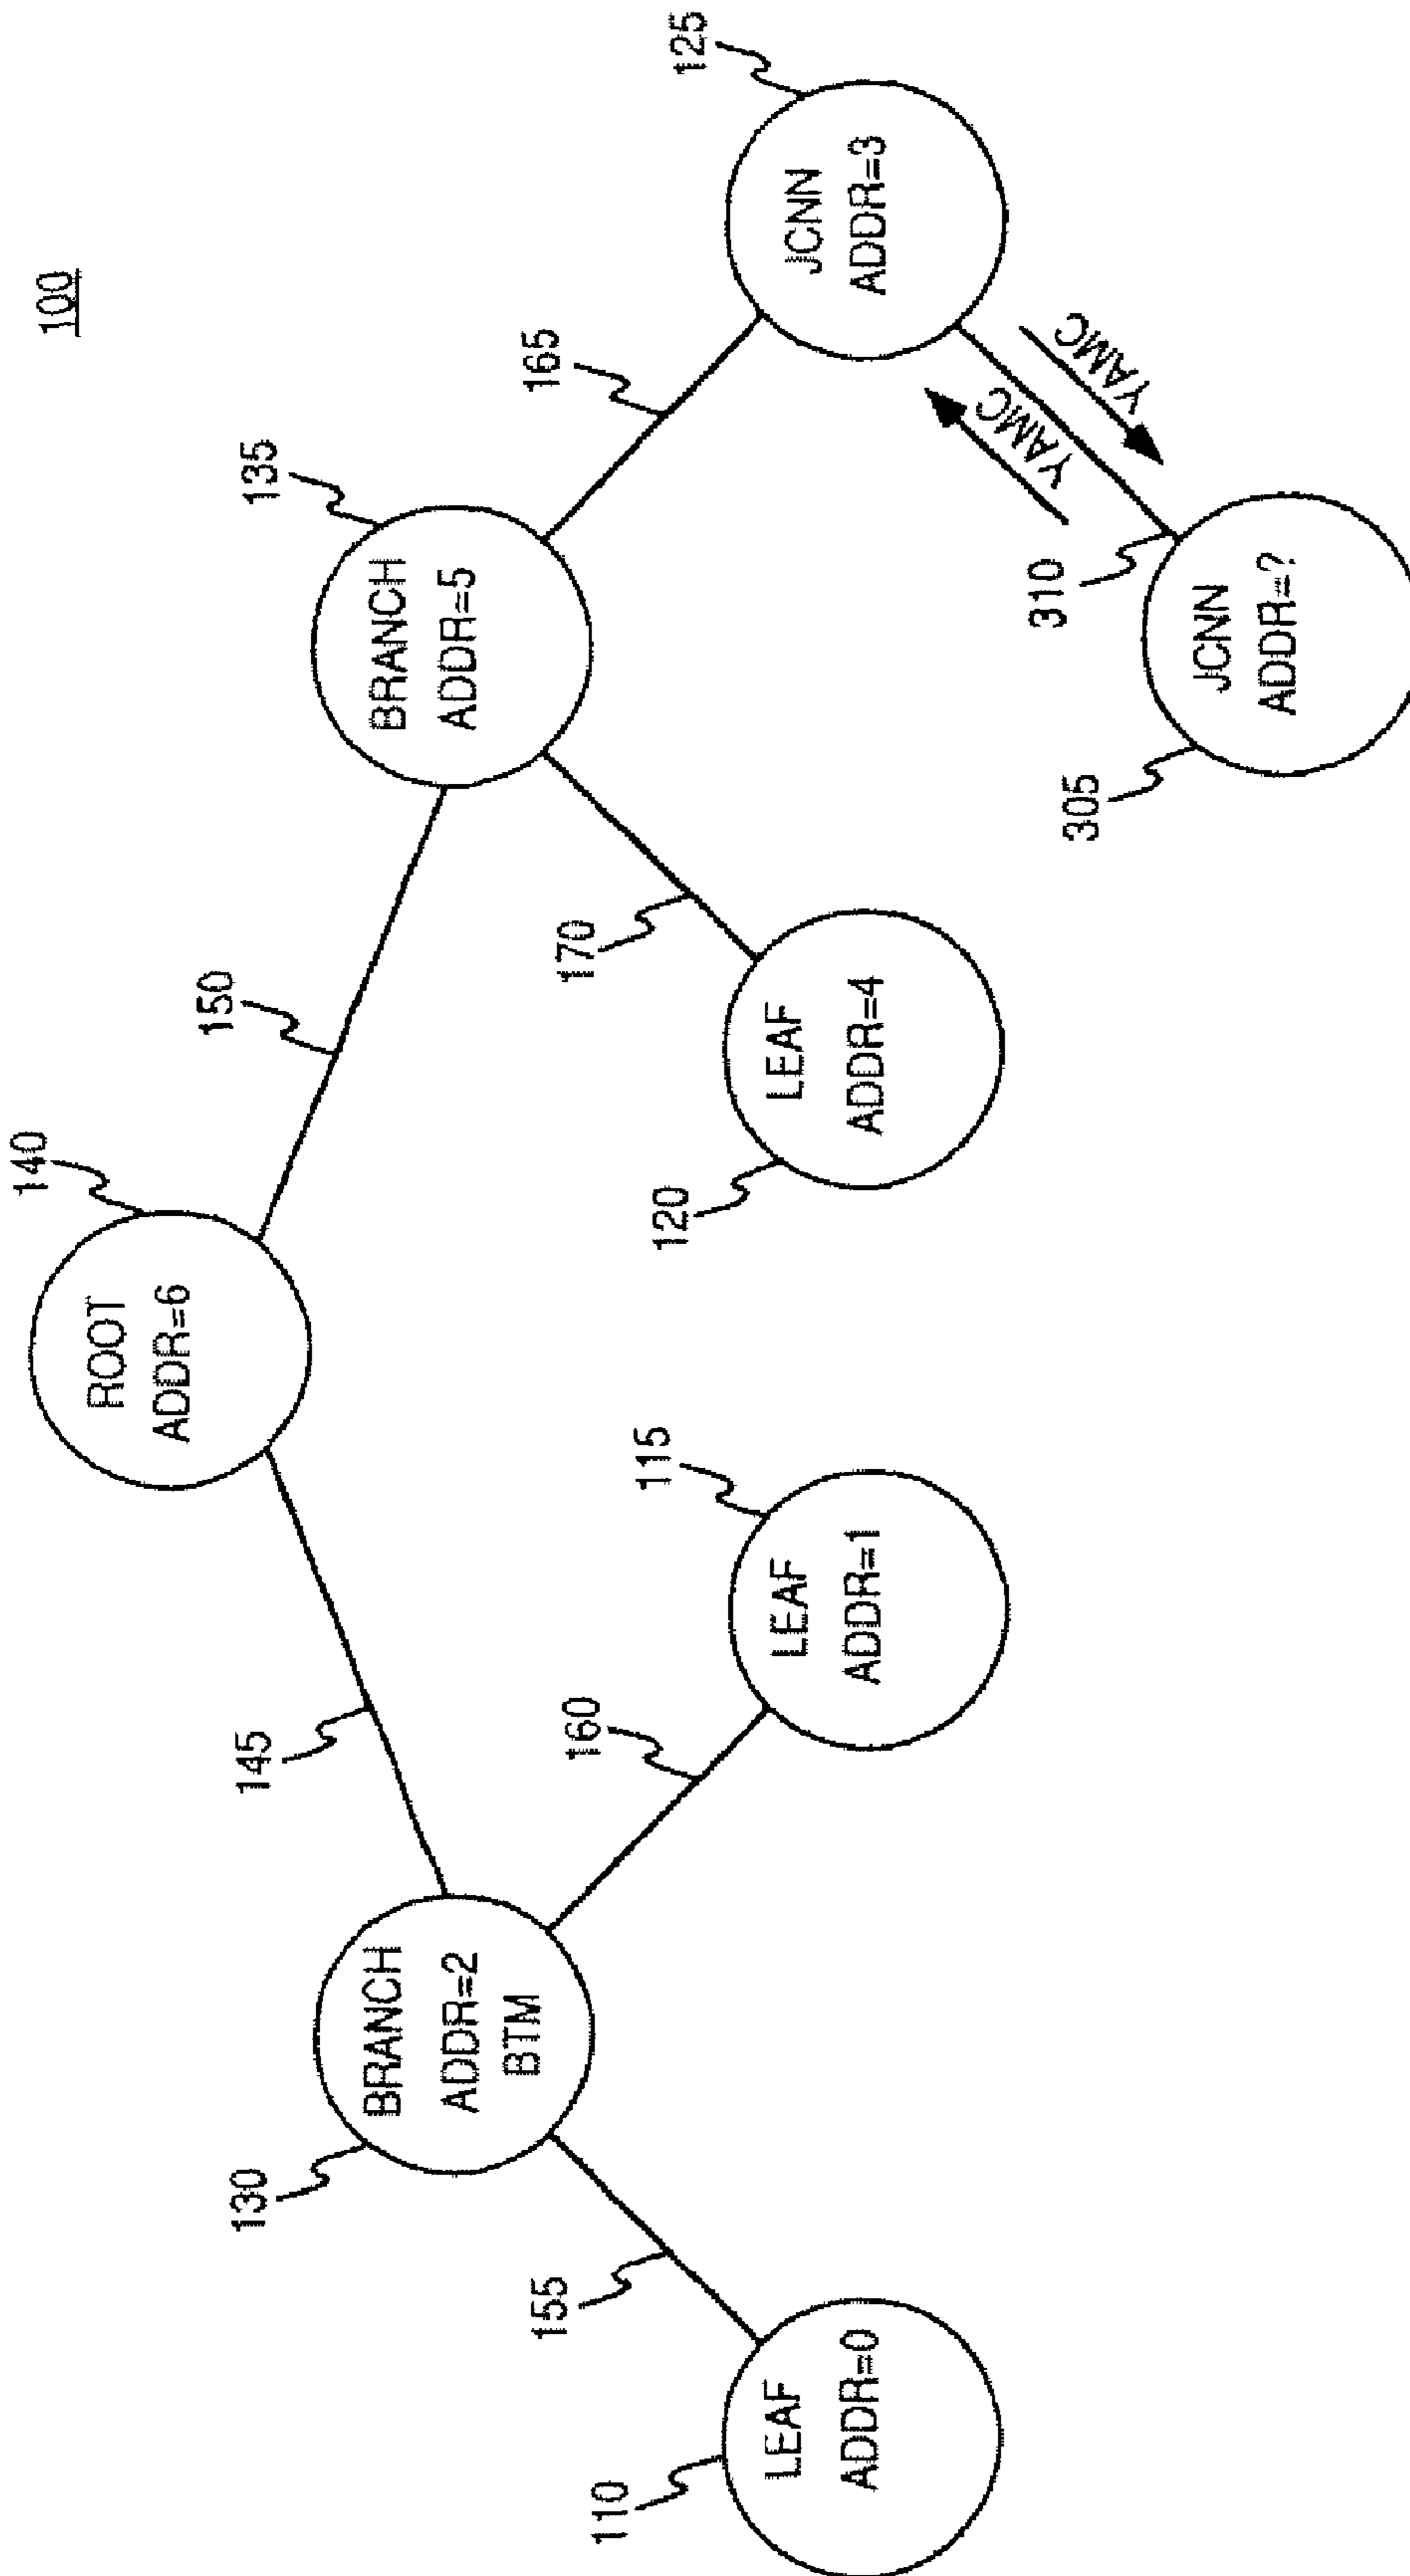 100
140
ROOT
ADDR=6
145
150
130
BRANCH
ADDR=2
BTM
135
BRANCH
ADDR=5
155
160
170
165
110
LEAF
ADDR=0
115
LEAF
ADDR=1
120
LEAF
ADDR=4
125
JCNN
ADDR=3
YAMC
YAMC
310
305
JCNN
ADDR=?